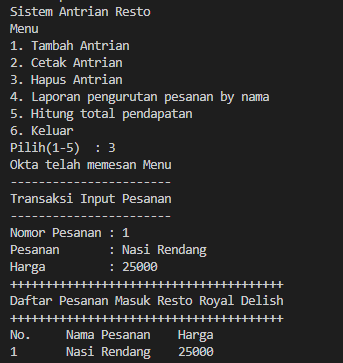 Sistem Antrian Resto
Menu
1. Tambah Antrian
2. Cetak Antrian
3. Hapus Antrian
4. Laporan pengurutan pesanan by nama
5. Hitung total pendapatan
6. Keluar
Pilih(1-5)  : 3
Okta telah memesan Menu
-----------------------
Transaksi Input Pesanan
-----------------------
Nomor Pesanan : 1
Pesanan       : Nasi Rendang
Harga         : 25000
+++++++++++++++++++++++++++++++++++++++
Daftar Pesanan Masuk Resto Royal Delish
+++++++++++++++++++++++++++++++++++++++
No.     Nama Pesanan    Harga
1       Nasi Rendang    25000